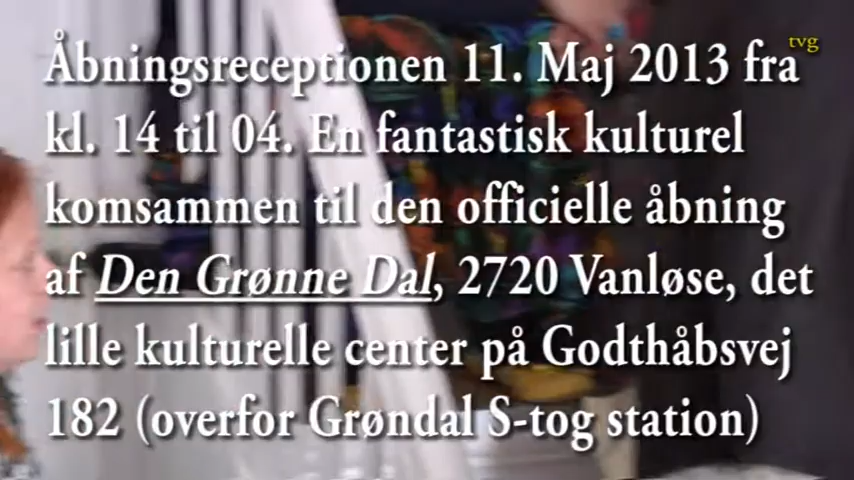 tvg
Åbningsreceptionen 11. Maj 2013 fra
kl. 14 til 04. En fantastisk kulturel
komsammen til den officielle åbning
af Den Grønne Dal, 2720 Vanløse, det
lille kulturelle center på Godthåbsvej
182 (overfor Grøndal S-tog station)